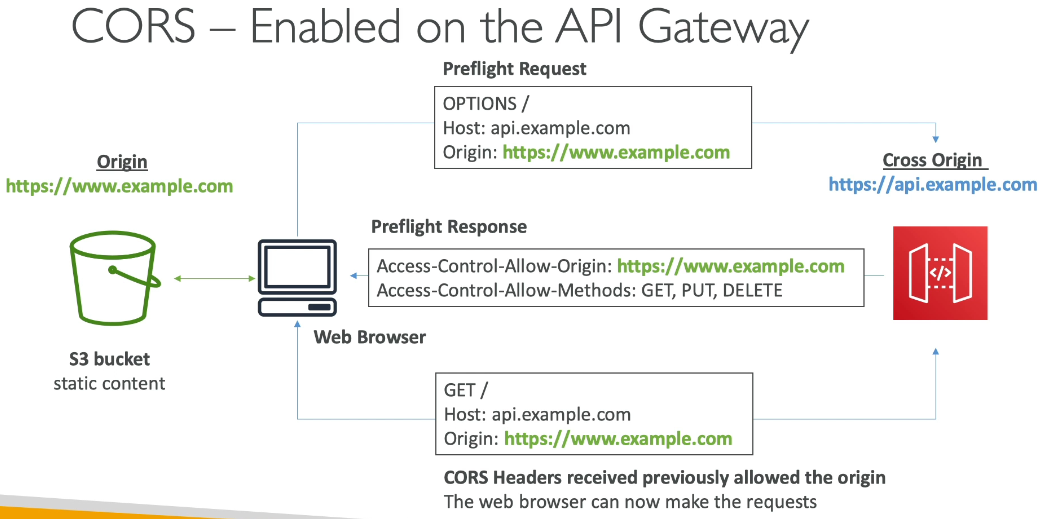 CORS – Enabled on the API Gateway
Preflight Request
OPTIONS /
Host: api.example.com
Origin: https://www.example.com
Origin
https://www.example.com
Cross Origin
https://api.example.com
Preflight Response
Access-Control-Allow-Origin: https://www.example.com
Access-Control-Allow-Methods: GET, PUT, DELETE
</>
Web Browser
S3 bucket
static content
GET /
Host: api.example.com
Origin: https://www.example.com
CORS Headers received previously allowed the origin
The web browser can now make the requests